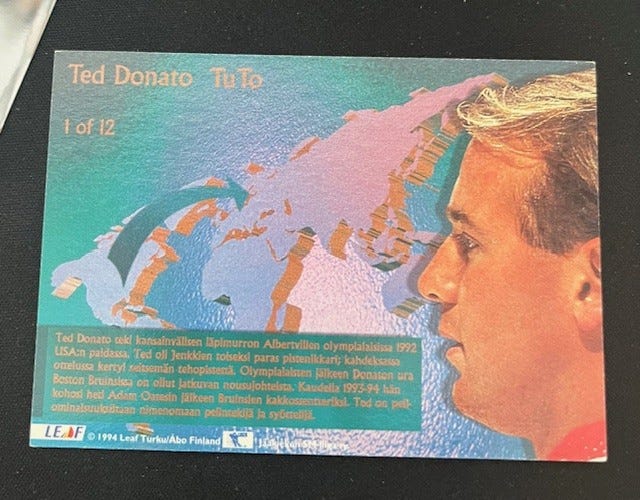 Ted Donato TuTo
1 of 12
Ted Donato teki kansainvälisen läpimurron Albertvillen olympialaisissa 1992
USA:n paidassa. Ted oli Jenkkien toiseksi paras pistenikkari; kahdeksassa
ottelussa kertyi seitsemän tehopistettä. Olympialaisten jälkeen Donaton ura
Boston Bruinsissa on ollut jatkuvan nousujohteista. Kaudella 1993-94 hän
kohosi heti Adam Oatesin jälkeen Bruinsien kakkossentteriksi. Ted on peli-
ominaisuuksiltaan nimenomaan pelintekijä ja syöttelijä.
LEAF © 1994 Leaf Turku/Åbo Finland